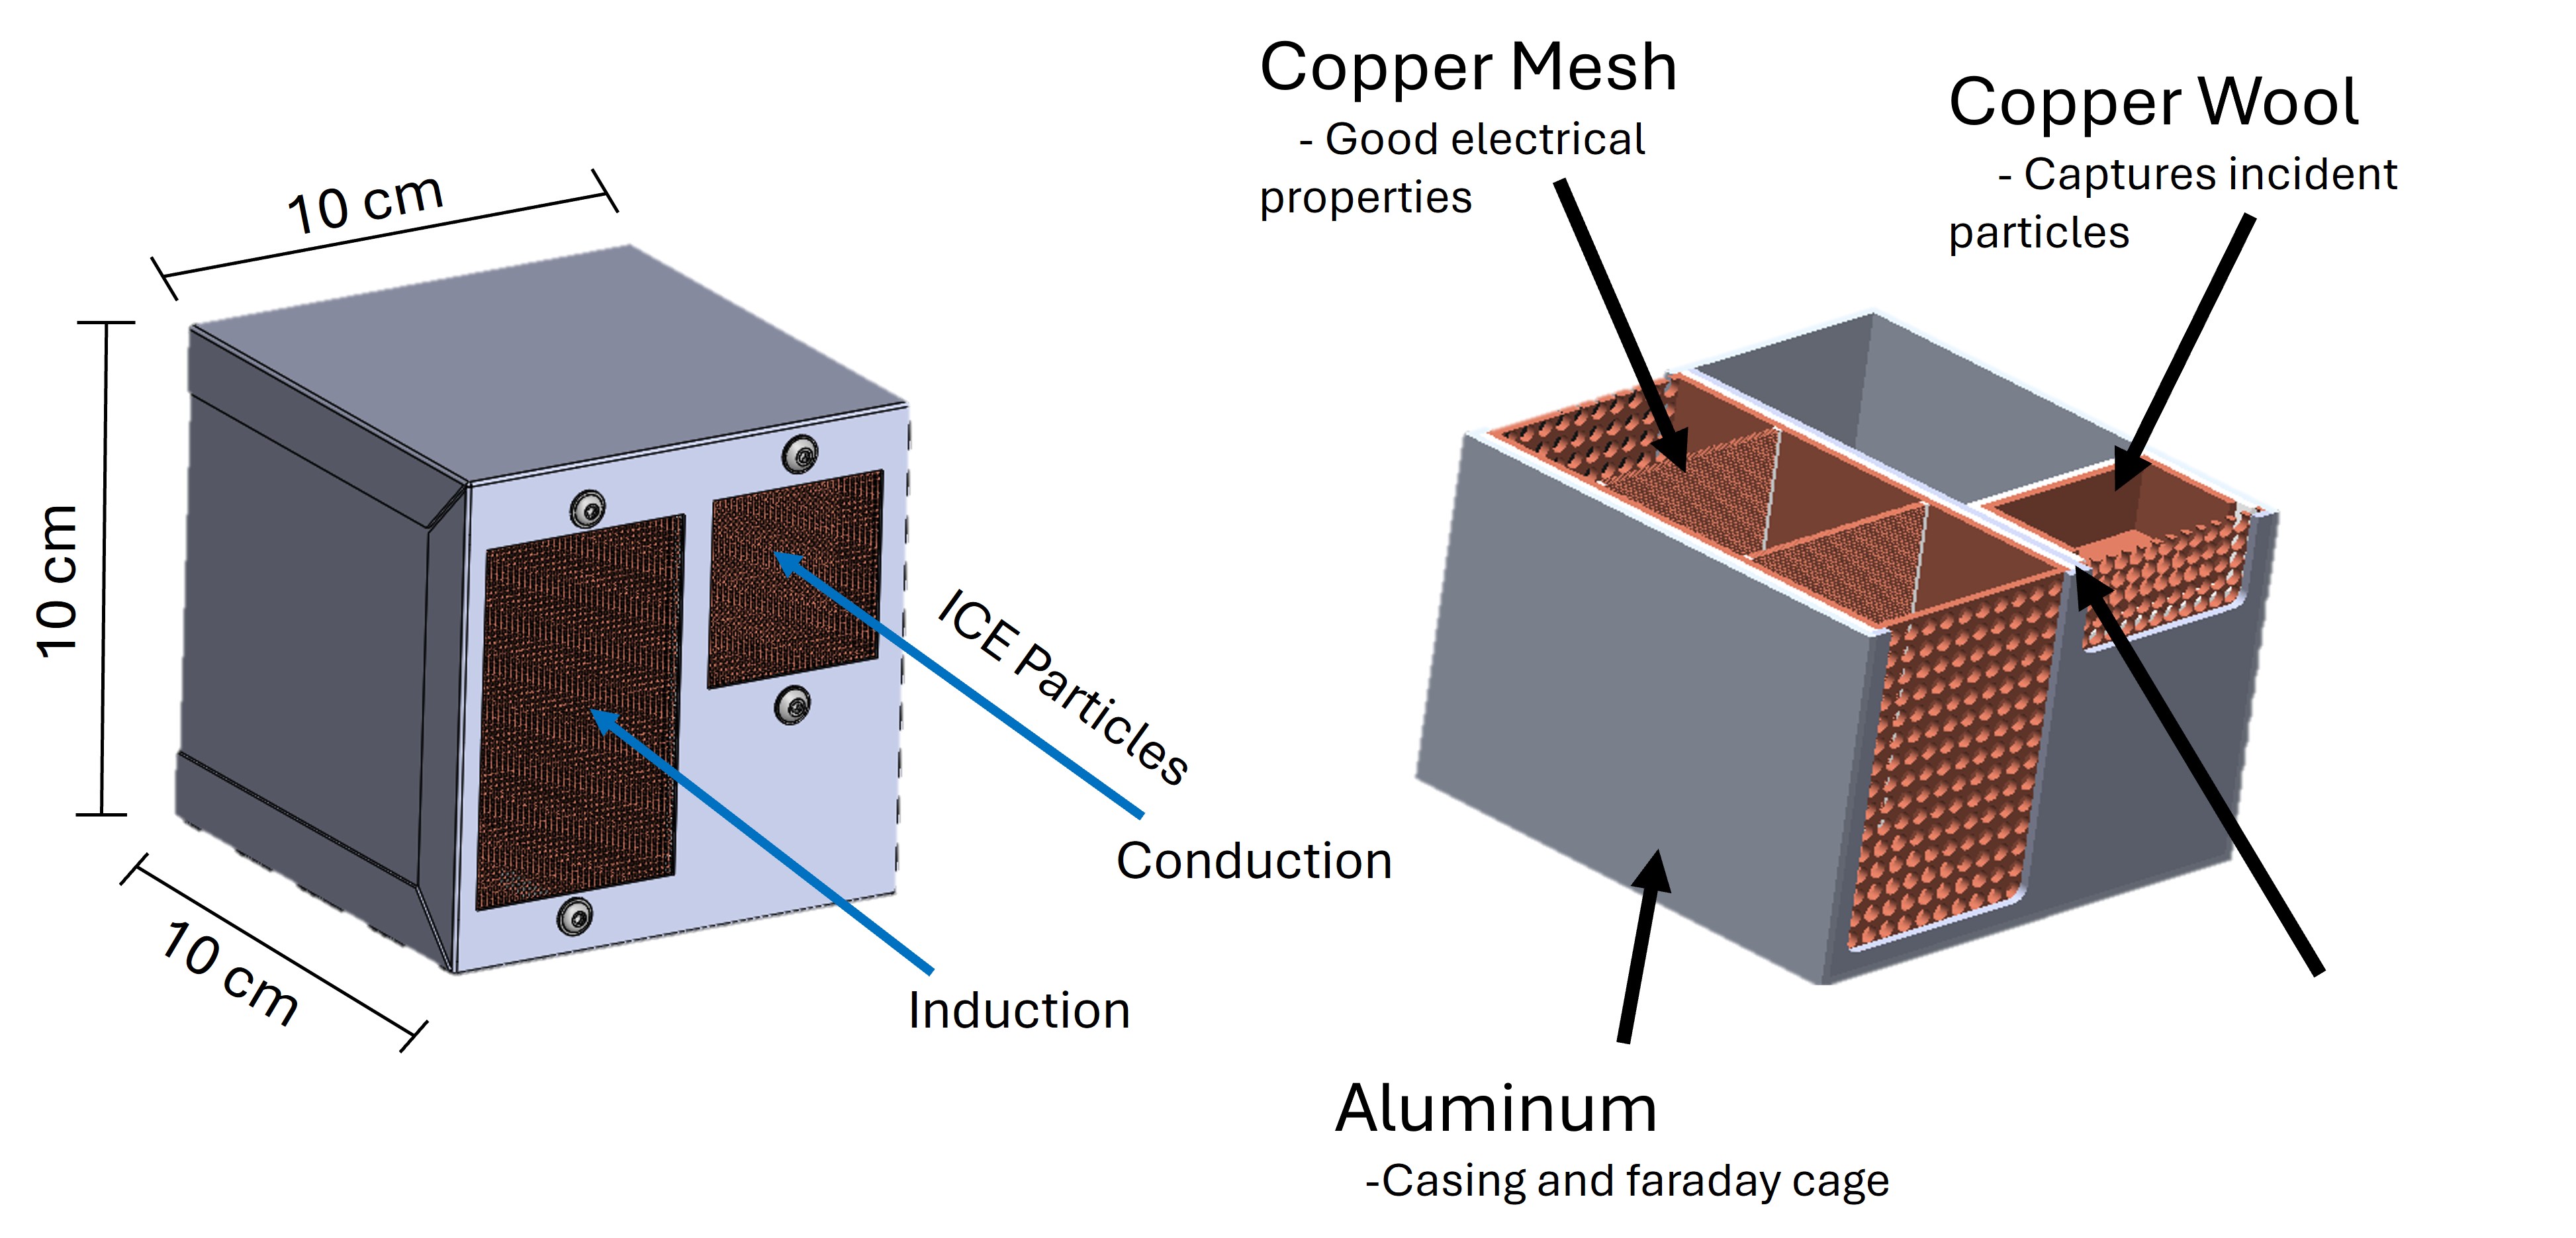 10 cm
10 cm
10 cm
ICE Particles
Conduction
Induction
Copper Mesh
- Good electrical
properties
Copper Wool
- Captures incident
particles
Aluminum
-Casing and faraday cage